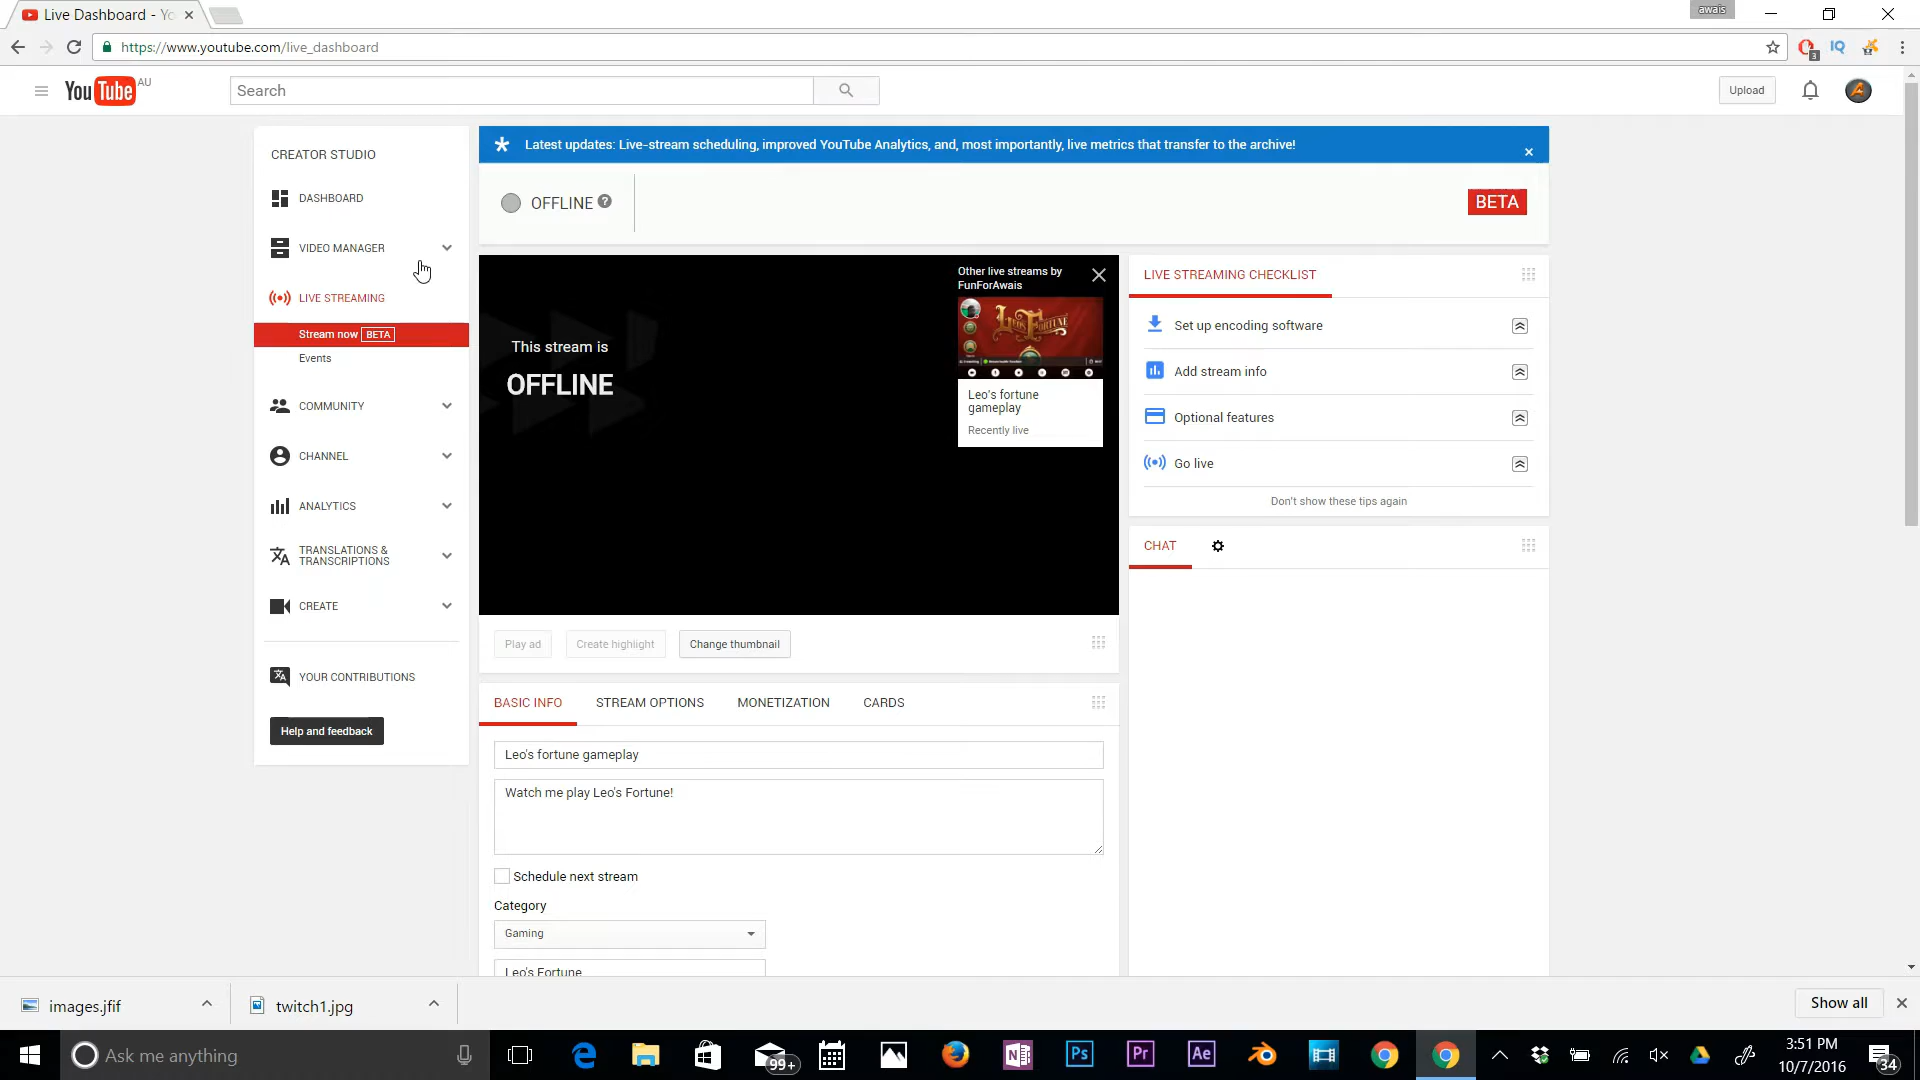 Live Dashboard - Yo
awais
https://www.youtube.com/live_dashboard
3
IQ
YouTube AU
Search
Upload
CREATOR STUDIO
DASHBOARD
VIDEO MANAGER
LIVE STREAMING
Stream now BETA
Events
COMMUNITY
CHANNEL
ANALYTICS
TRANSLATIONS &
TRANSCRIPTIONS
CREATE
YOUR CONTRIBUTIONS
Help and feedback
Latest updates: Live-stream scheduling, improved YouTube Analytics, and, most importantly, live metrics that transfer to the archive!
OFFLINE ?
BETA
This stream is
OFFLINE
Other live streams by
FunForAwais
LEO'S FORTUNE
Leo's fortune
gameplay
Recently live
Play ad
Create highlight
Change thumbnail
BASIC INFO
STREAM OPTIONS
MONETIZATION
CARDS
Leo's fortune gameplay
Watch me play Leo's Fortune!
Schedule next stream
Category
Gaming
Leo's Fortune
LIVE STREAMING CHECKLIST
Set up encoding software
Add stream info
Optional features
Go live
Don't show these tips again
CHAT
images.jfif
twitch1.jpg
Show all
Ask me anything
99+
N
Ps
Pr
Ae
3:51 PM
10/7/2016
34